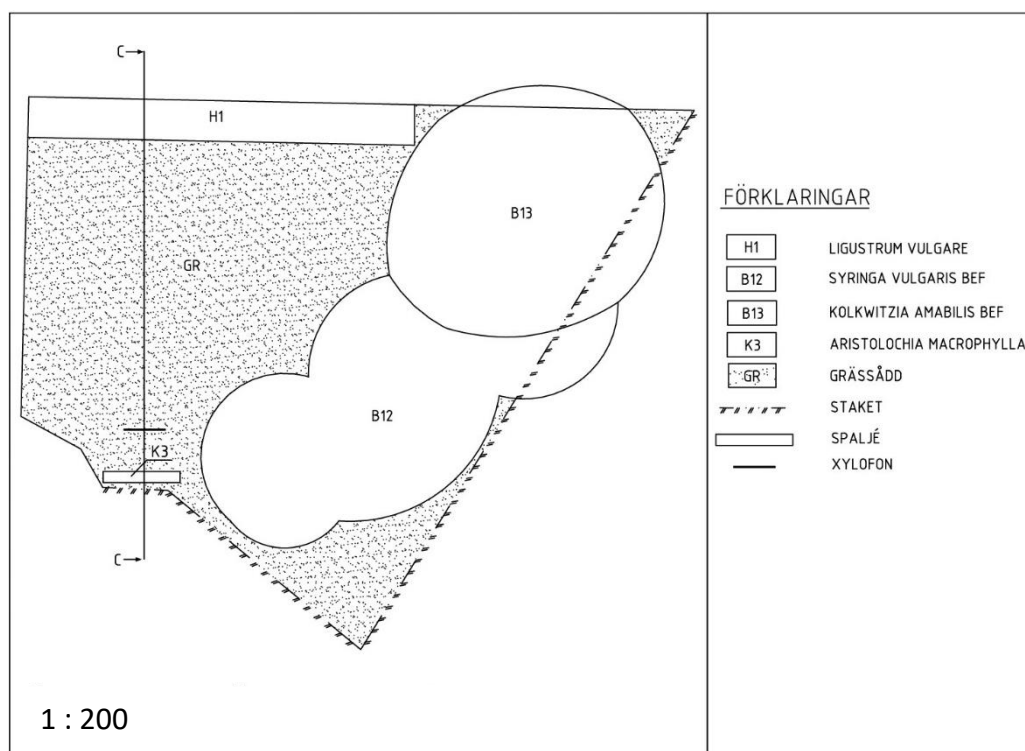 C
H1
B13
GR
B12
K3
C
1 : 200
FÖRKLARINGAR
H1 LIGUSTRUM VULGARE
B12 SYRINGA VULGARIS BEF
B13 KOLKWITZIA AMABILIS BEF
K3 ARISTOLOCHIA MACROPHYLLA
GR GRÄSSÅDD
STAKET
SPALJÉ
XYLOFON